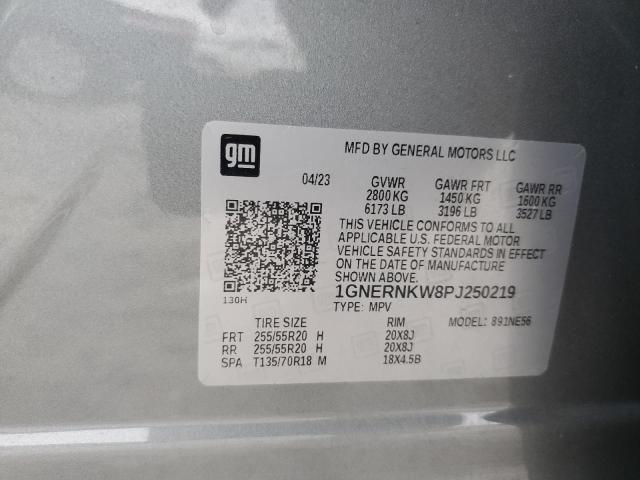 gm
MFD BY GENERAL MOTORS LLC
04/23 GVWR GAWR FRT GAWR RR
2800 KG 1450 KG 1600 KG
6173 LB 3196 LB 3527 LB
THIS VEHICLE CONFORMS TO ALL
APPLICABLE U.S. FEDERAL MOTOR
VEHICLE SAFETY STANDARDS IN EFFECT
ON THE DATE OF MANUFACTURE
SHOWN ABOVE.
130H
1GNERNKW8PJ250219
TYPE: MPV
TIRE SIZE RIM MODEL: 891NE56
FRT 255/55R20 H 20X8J
RR 255/55R20 H 20X8J
SPA T135/70R18 M 18X4.5B